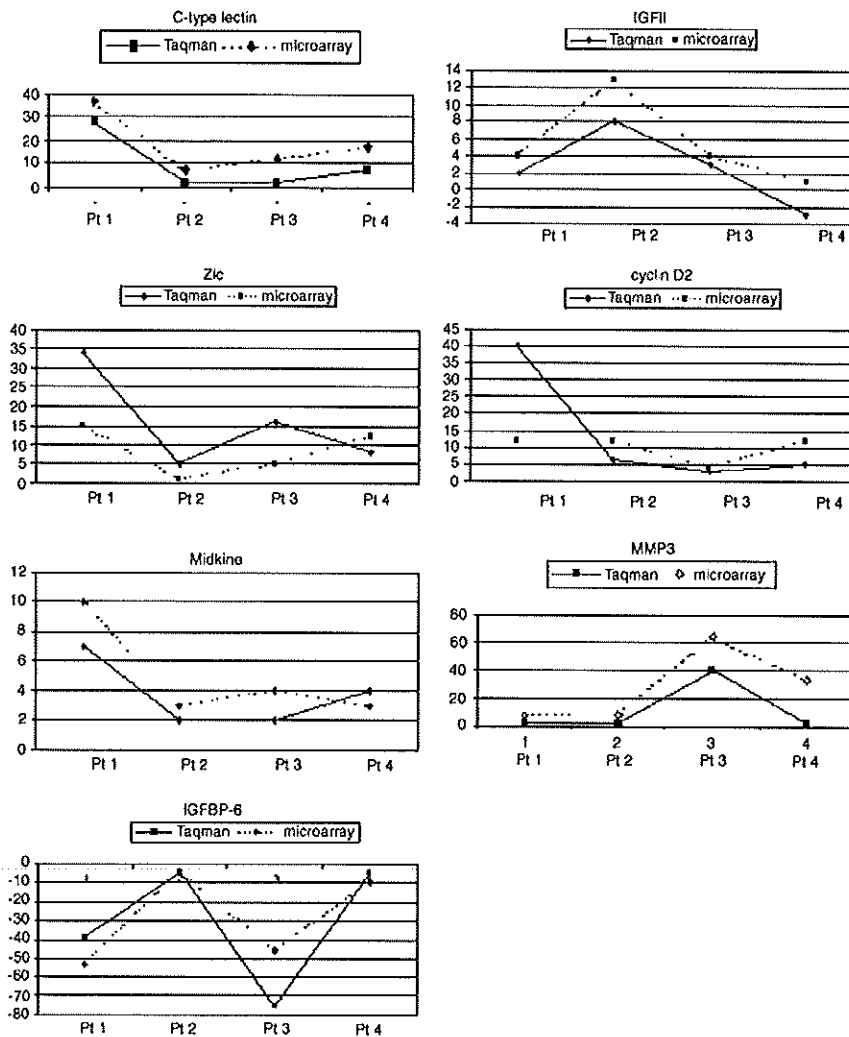 C-type lectin
Taqman microarray
40
30
20
10
0
Pt 1 Pt 2 Pt 3 Pt 4
IGFII
Taqman microarray
14
12
10
8
6
4
2
0
-2
-4
Pt 1 Pt 2 Pt 3 Pt 4
Zic
Taqman microarray
40
35
30
25
20
15
10
5
0
Pt 1 Pt 2 Pt 3 Pt 4
cyclin D2
Taqman microarray
45
40
35
30
25
20
15
10
5
0
Pt 1 Pt 2 Pt 3 Pt 4
Midkine
12
10
8
6
4
2
0
Pt 1 Pt 2 Pt 3 Pt 4
MMP3
Taqman microarray
80
60
40
20
0
1 2 3 4
Pt 1 Pt 2 Pt 3 Pt 4
IGFBP-6
Taqman microarray
0
-10
-20
-30
-40
-50
-60
-70
-80
Pt 1 Pt 2 Pt 3 Pt 4